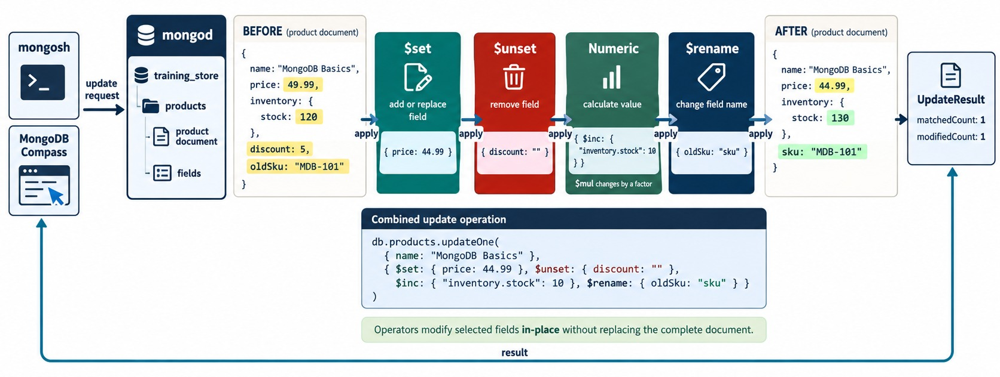 mongosh
MongoDB
Compass
update
request
mongod
training_store
products
product
document
fields
BEFORE (product document)
{
name: "MongoDB Basics",
price: 49.99,
inventory: {
stock: 120
},
discount: 5,
oldSku: "MDB-101"
}
apply
$set
add or replace
field
{ price: 44.99 }
apply
$unset
remove field
{ discount: "" }
apply
Numeric
calculate value
{ $inc: {
"inventory.stock": 10
} }
$mul changes by a factor
apply
$rename
change field name
{ oldSku: "sku" }
apply
AFTER (product document)
{
name: "MongoDB Basics",
price: 44.99,
inventory: {
stock: 130
},
sku: "MDB-101"
}
UpdateResult
matchedCount: 1
modifiedCount: 1
Combined update operation
db.products.updateOne(
{ name: "MongoDB Basics" },
{ $set: { price: 44.99 }, $unset: { discount: "" },
$inc: { "inventory.stock": 10 }, $rename: { oldSku: "sku" } }
)
Operators modify selected fields in-place without replacing the complete document.
result